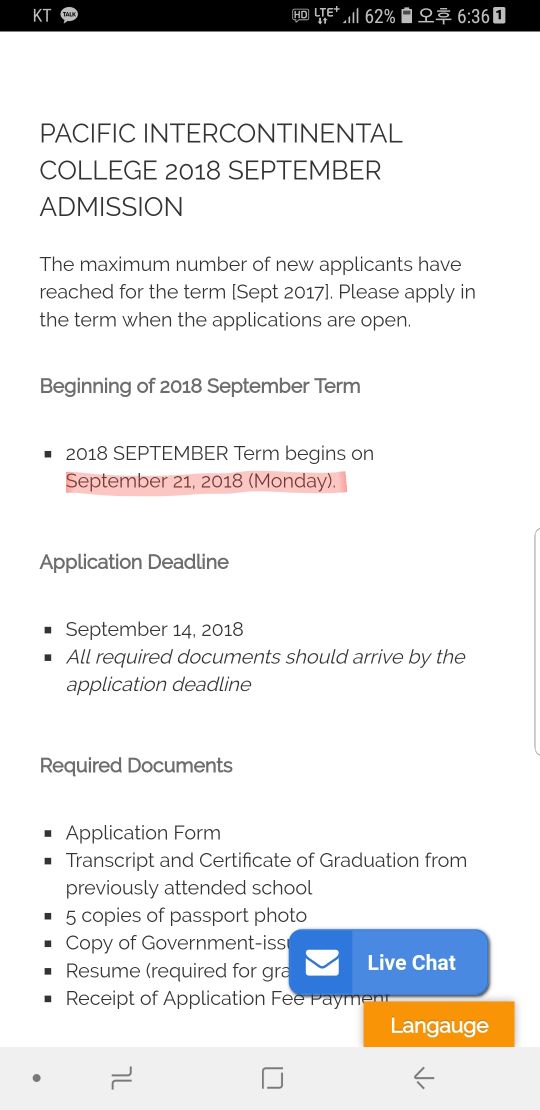 KT TALK HD LTE+ 62% 오후 6:36 1
PACIFIC INTERCONTINENTAL
COLLEGE 2018 SEPTEMBER
ADMISSION
The maximum number of new applicants have
reached for the term [Sept 2017]. Please apply in
the term when the applications are open.
Beginning of 2018 September Term
▪ 2018 SEPTEMBER Term begins on
September 21, 2018 (Monday).
Application Deadline
▪ September 14, 2018
▪ All required documents should arrive by the
application deadline
Required Documents
▪ Application Form
▪ Transcript and Certificate of Graduation from
previously attended school
▪ 5 copies of passport photo
▪ Copy of Government-issu
▪ Resume (required for gra
Live Chat
▪ Receipt of Application Fee Payment
Langauge